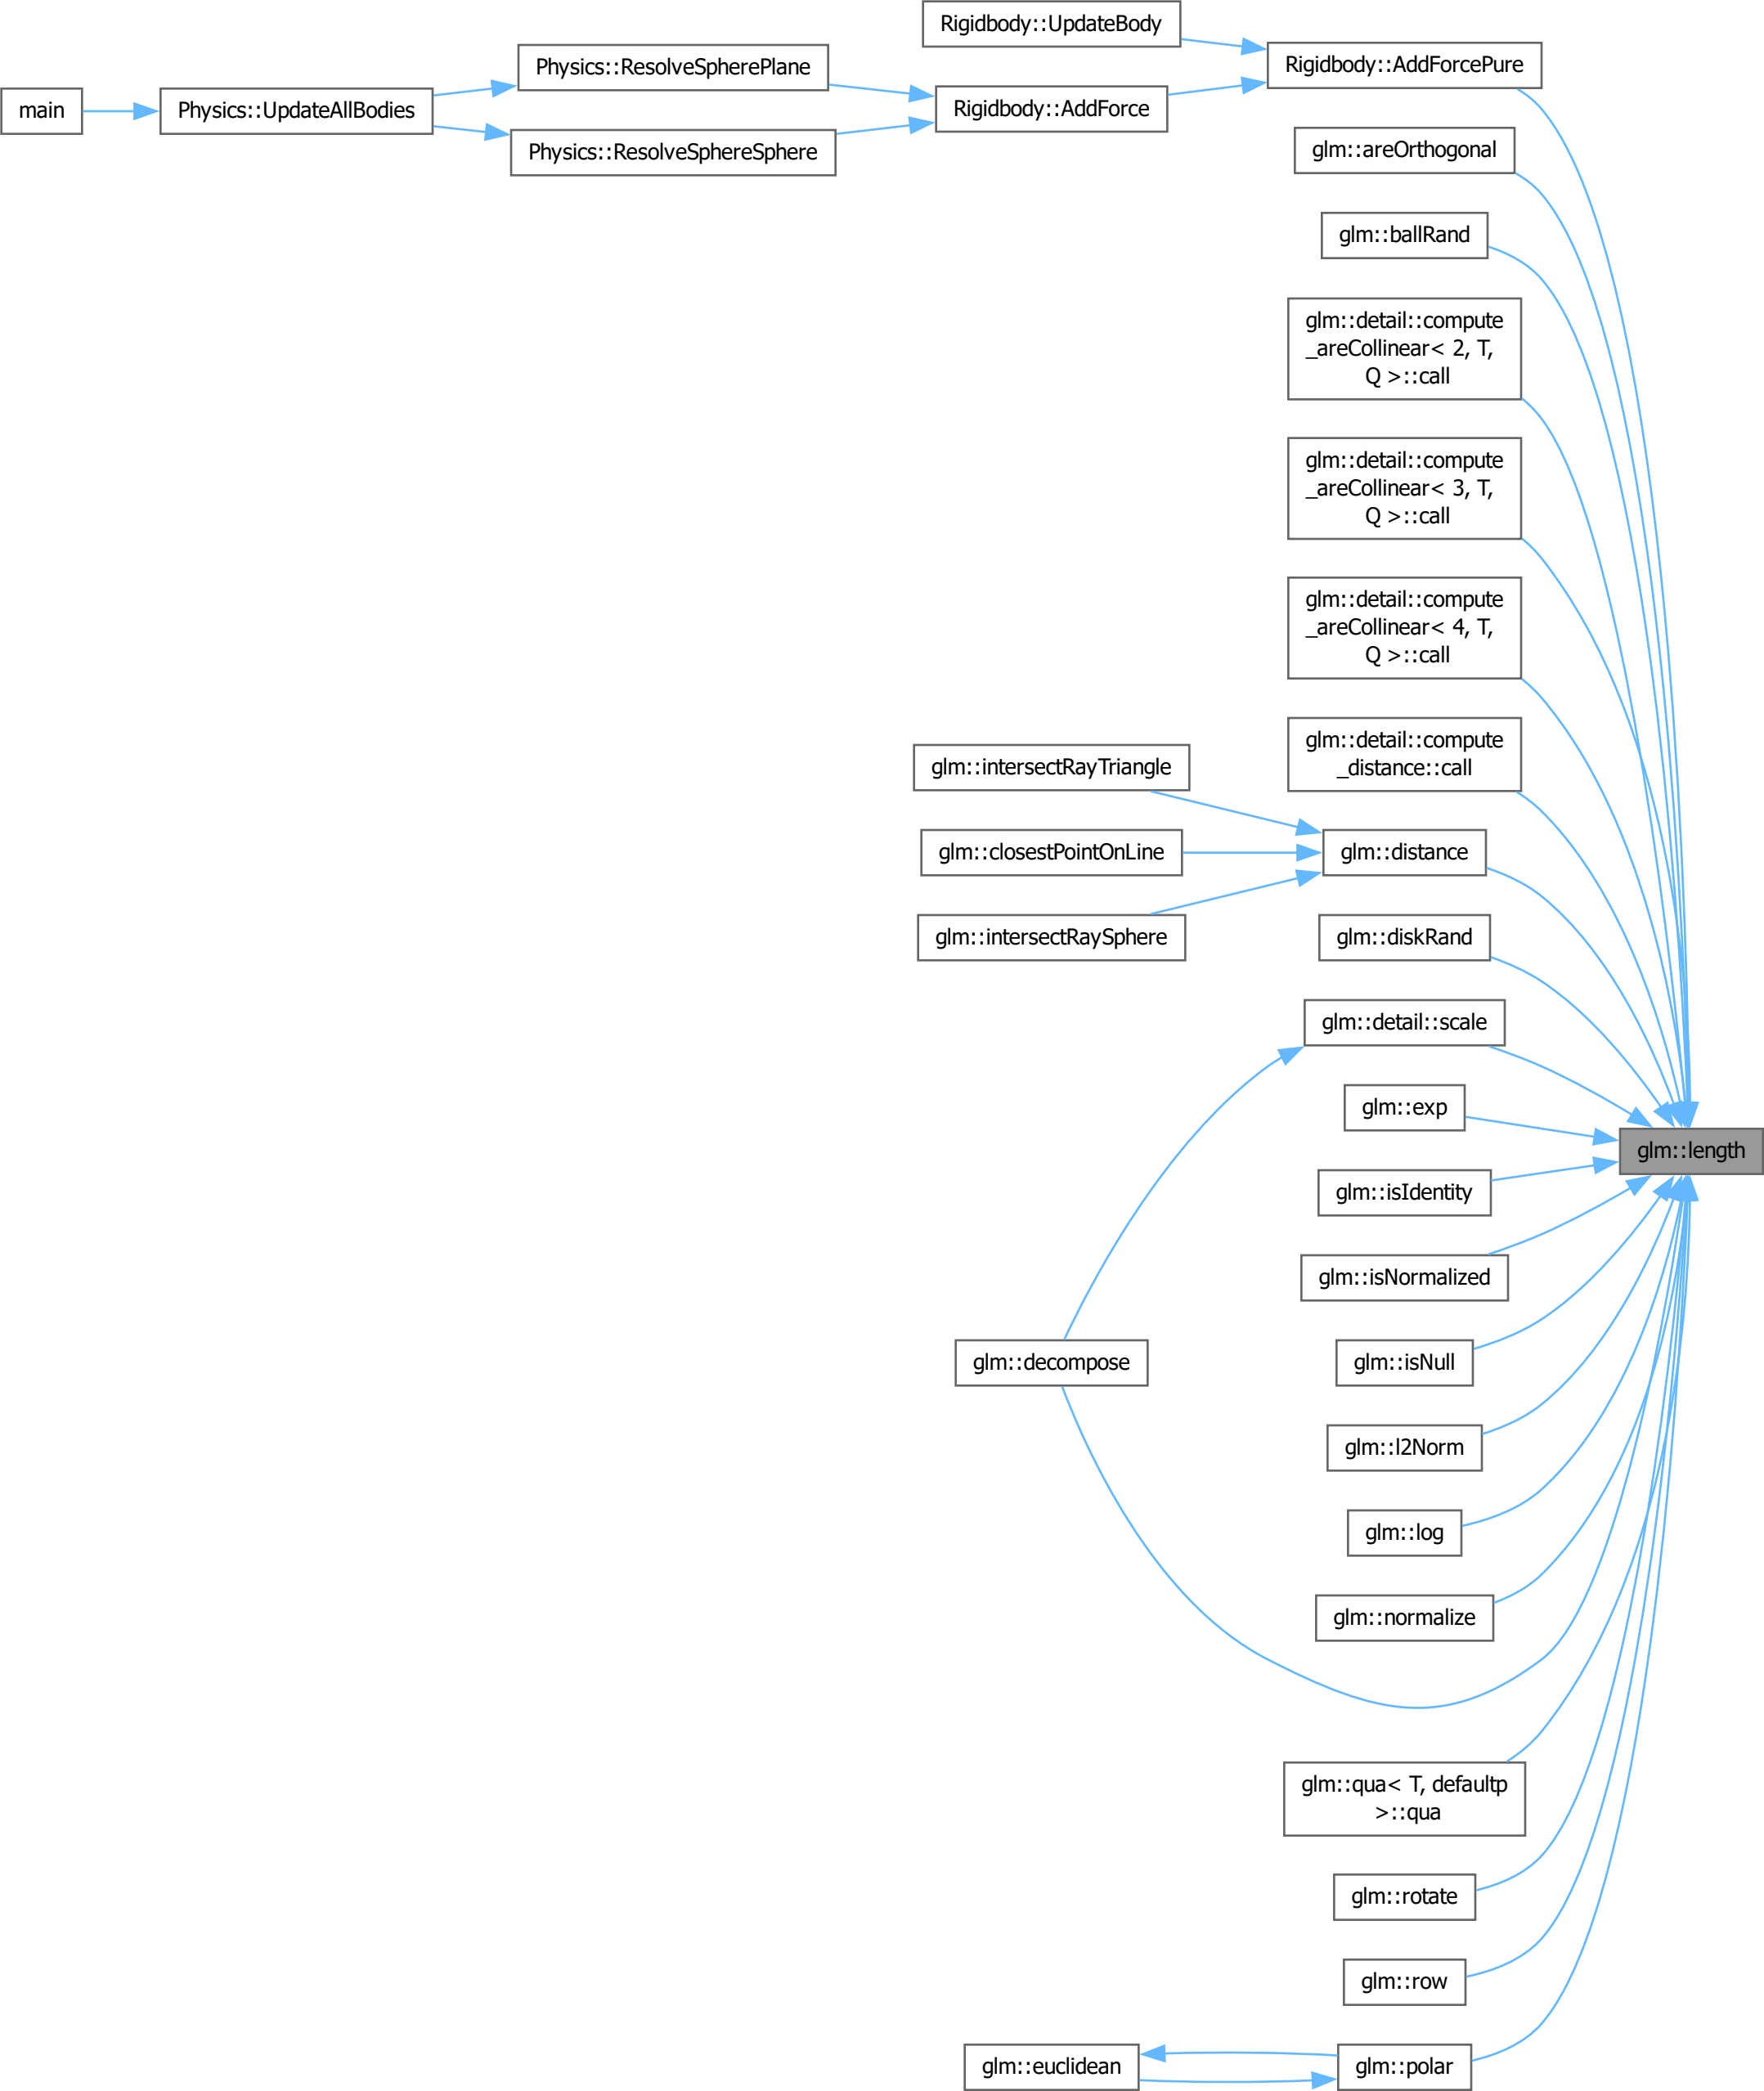 main
Physics::UpdateAllBodies
Physics::ResolveSpherePlane
Physics::ResolveSphereSphere
Rigidbody::UpdateBody
Rigidbody::AddForce
Rigidbody::AddForcePure
glm::areOrthogonal
glm::ballRand
glm::detail::compute
_areCollinear< 2, T,
Q >::call
glm::detail::compute
_areCollinear< 3, T,
Q >::call
glm::detail::compute
_areCollinear< 4, T,
Q >::call
glm::detail::compute
_distance::call
glm::intersectRayTriangle
glm::closestPointOnLine
glm::intersectRaySphere
glm::distance
glm::diskRand
glm::detail::scale
glm::exp
glm::length
glm::isIdentity
glm::isNormalized
glm::decompose
glm::isNull
glm::l2Norm
glm::log
glm::normalize
glm::qua< T, defaultp
>::qua
glm::rotate
glm::row
glm::euclidean
glm::polar